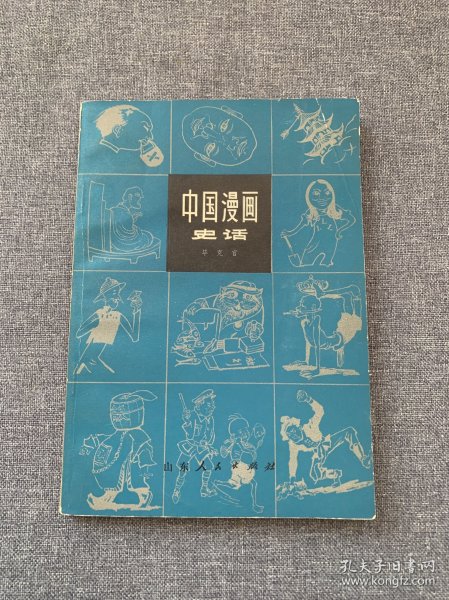 中国漫画
史话
毕克官
山东人民出版社
孔夫子旧书网
www.kongfz.com